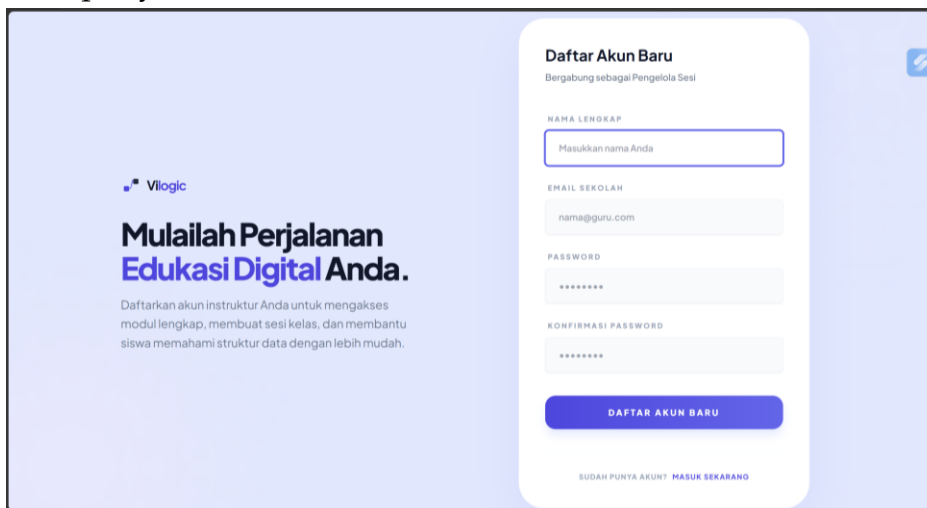 Vilogic
Mulailah Perjalanan
Edukasi Digital Anda.
Daftarkan akun instruktur Anda untuk mengakses
modul lengkap, membuat sesi kelas, dan membantu
siswa memahami struktur data dengan lebih mudah.
Daftar Akun Baru
Bergabung sebagai Pengelola Sesi
NAMA LENGKAP
Masukkan nama Anda
EMAIL SEKOLAH
nama@guru.com
PASSWORD
••••••••
KONFIRMASI PASSWORD
••••••••
DAFTAR AKUN BARU
SUDAH PUNYA AKUN? MASUK SEKARANG